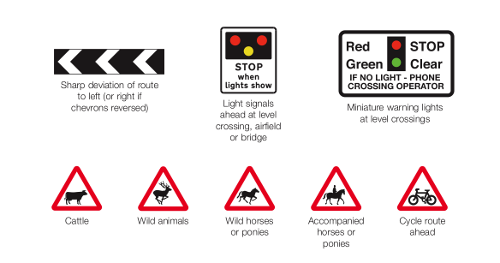 STOP
when
lights show
Red STOP
Green Clear
IF NO LIGHT - PHONE
CROSSING OPERATOR
Sharp deviation of route
to left (or right if
chevrons reversed)
Light signals
ahead at level
crossing, airfield
or bridge
Miniature warning lights
at level crossings
Cattle
Wild animals
Wild horses
or ponies
Accompanied
horses or
ponies
Cycle route
ahead